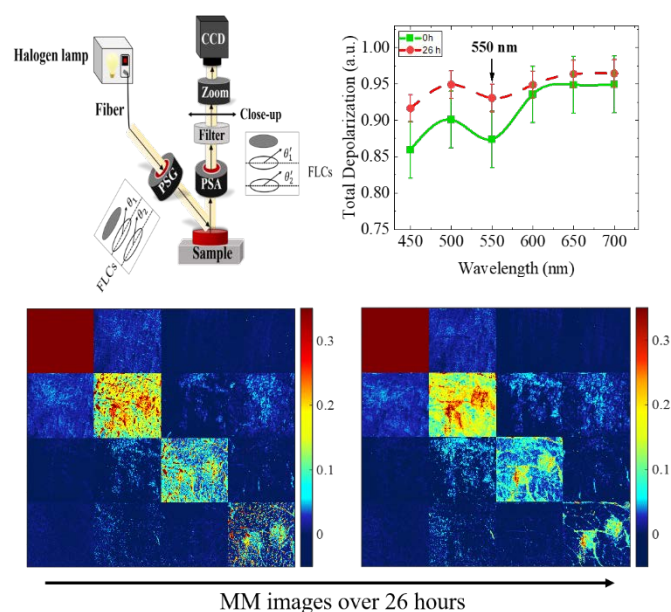 Halogen lamp
Fiber
CCD
Zoom
Close-up
Filter
θ′1
θ′2
FLCs
PSG
PSA
θ1
θ2
FLCs
Sample
0h
26 h
550 nm
Total Depolarization (a.u.)
1.00
0.95
0.90
0.85
0.80
0.75
450 500 550 600 650 700
Wavelength (nm)
0.3
0.2
0.1
0
0.3
0.2
0.1
0
MM images over 26 hours